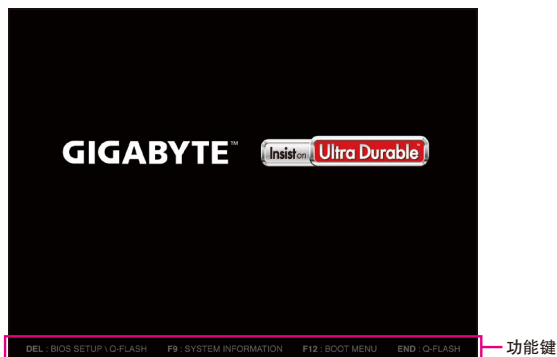 GIGABYTE™ Insist on Ultra Durable™
DEL : BIOS SETUP \ Q-FLASH F9 : SYSTEM INFORMATION F12 : BOOT MENU END : Q-FLASH 功能键